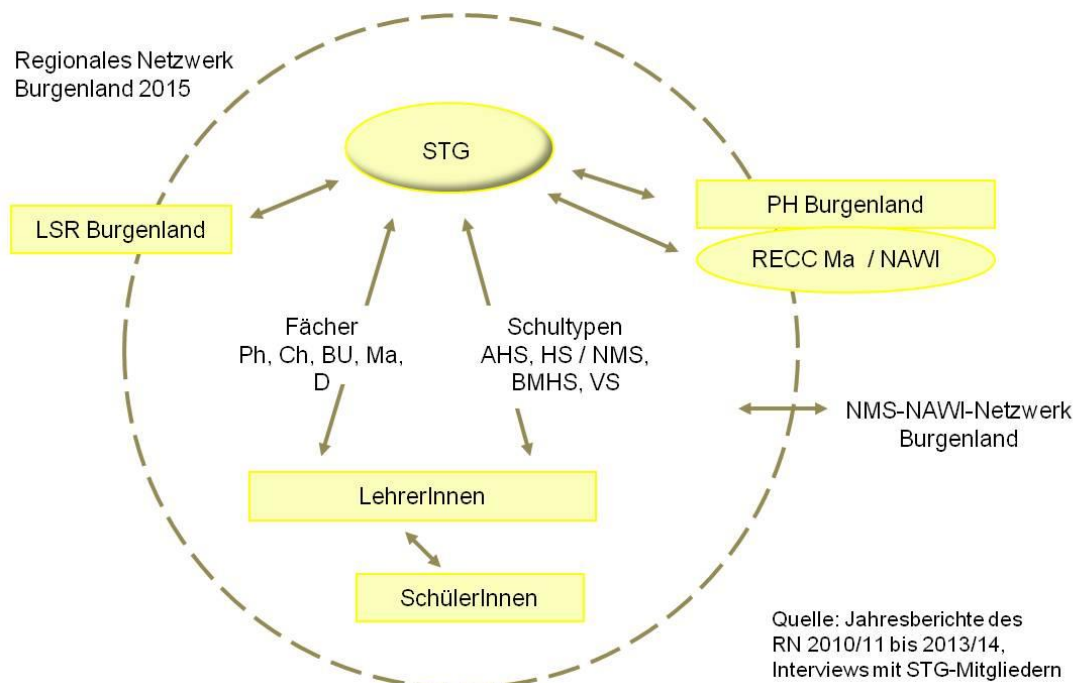 Regionales Netzwerk
Burgenland 2015
STG
LSR Burgenland
PH Burgenland
RECC Ma / NAWI
Fächer
Ph, Ch, BU, Ma,
D
Schultypen
AHS, HS / NMS,
BMHS, VS
NMS-NAWI-Netzwerk
Burgenland
LehrerInnen
SchülerInnen
Quelle: Jahresberichte des
RN 2010/11 bis 2013/14,
Interviews mit STG-Mitgliedern